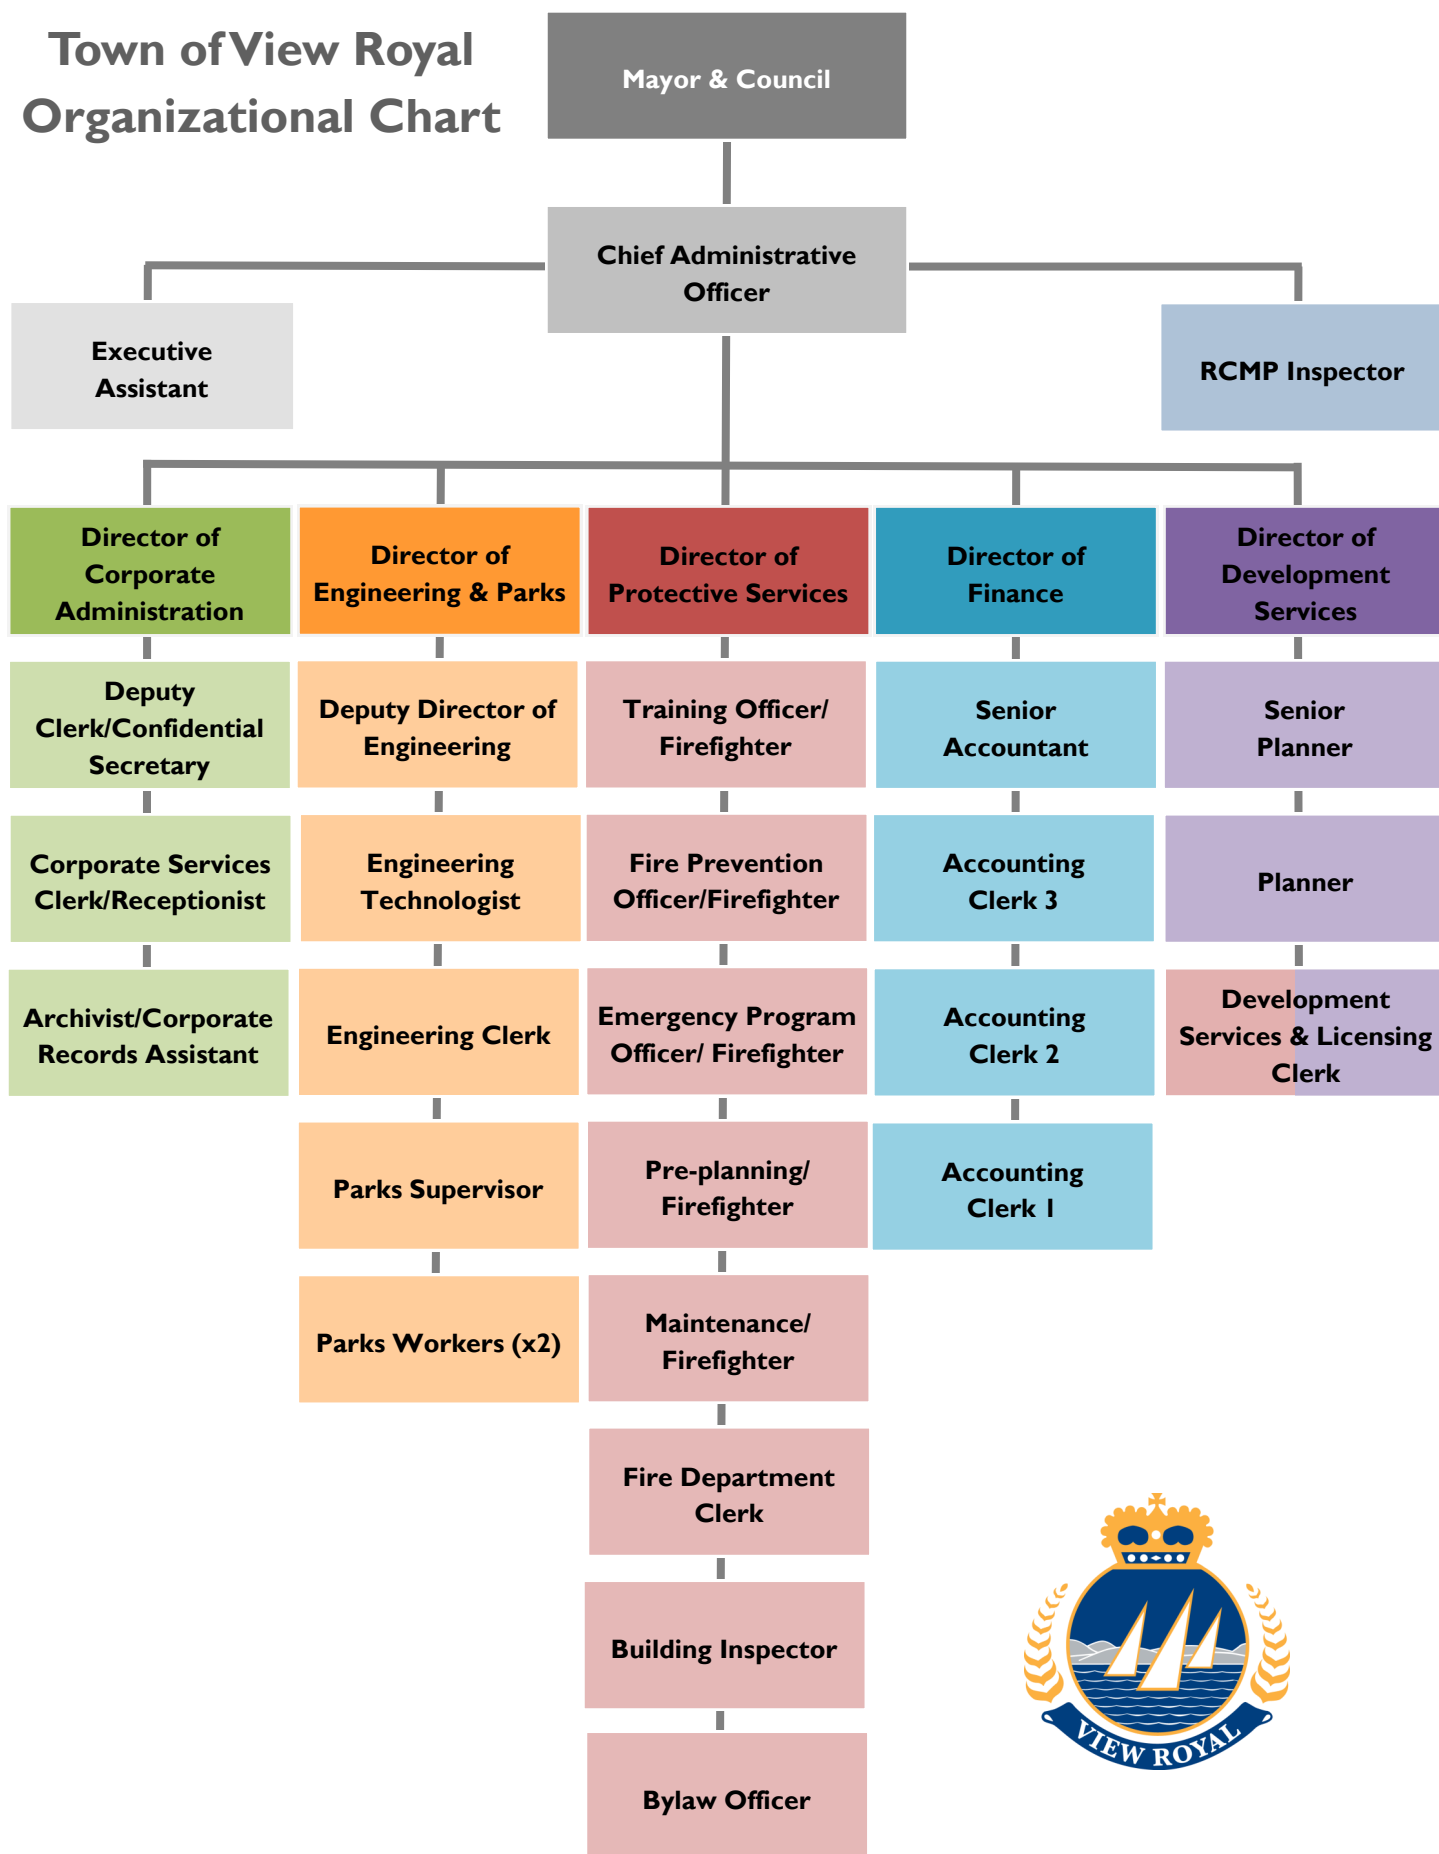 Town of View Royal
Organizational Chart
Mayor & Council
Chief Administrative
Officer
Executive
Assistant
RCMP Inspector
Director of
Corporate
Administration
Director of
Engineering & Parks
Director of
Protective Services
Director of
Finance
Director of
Development
Services
Deputy
Clerk/Confidential
Secretary
Deputy Director of
Engineering
Training Officer/
Firefighter
Senior
Accountant
Senior
Planner
Corporate Services
Clerk/Receptionist
Engineering
Technologist
Fire Prevention
Officer/Firefighter
Accounting
Clerk 3
Planner
Archivist/Corporate
Records Assistant
Engineering Clerk
Emergency Program
Officer/ Firefighter
Accounting
Clerk 2
Development
Services & Licensing
Clerk
Parks Supervisor
Pre-planning/
Firefighter
Accounting
Clerk 1
Parks Workers (x2)
Maintenance/
Firefighter
Fire Department
Clerk
Building Inspector
Bylaw Officer
VIEW ROYAL